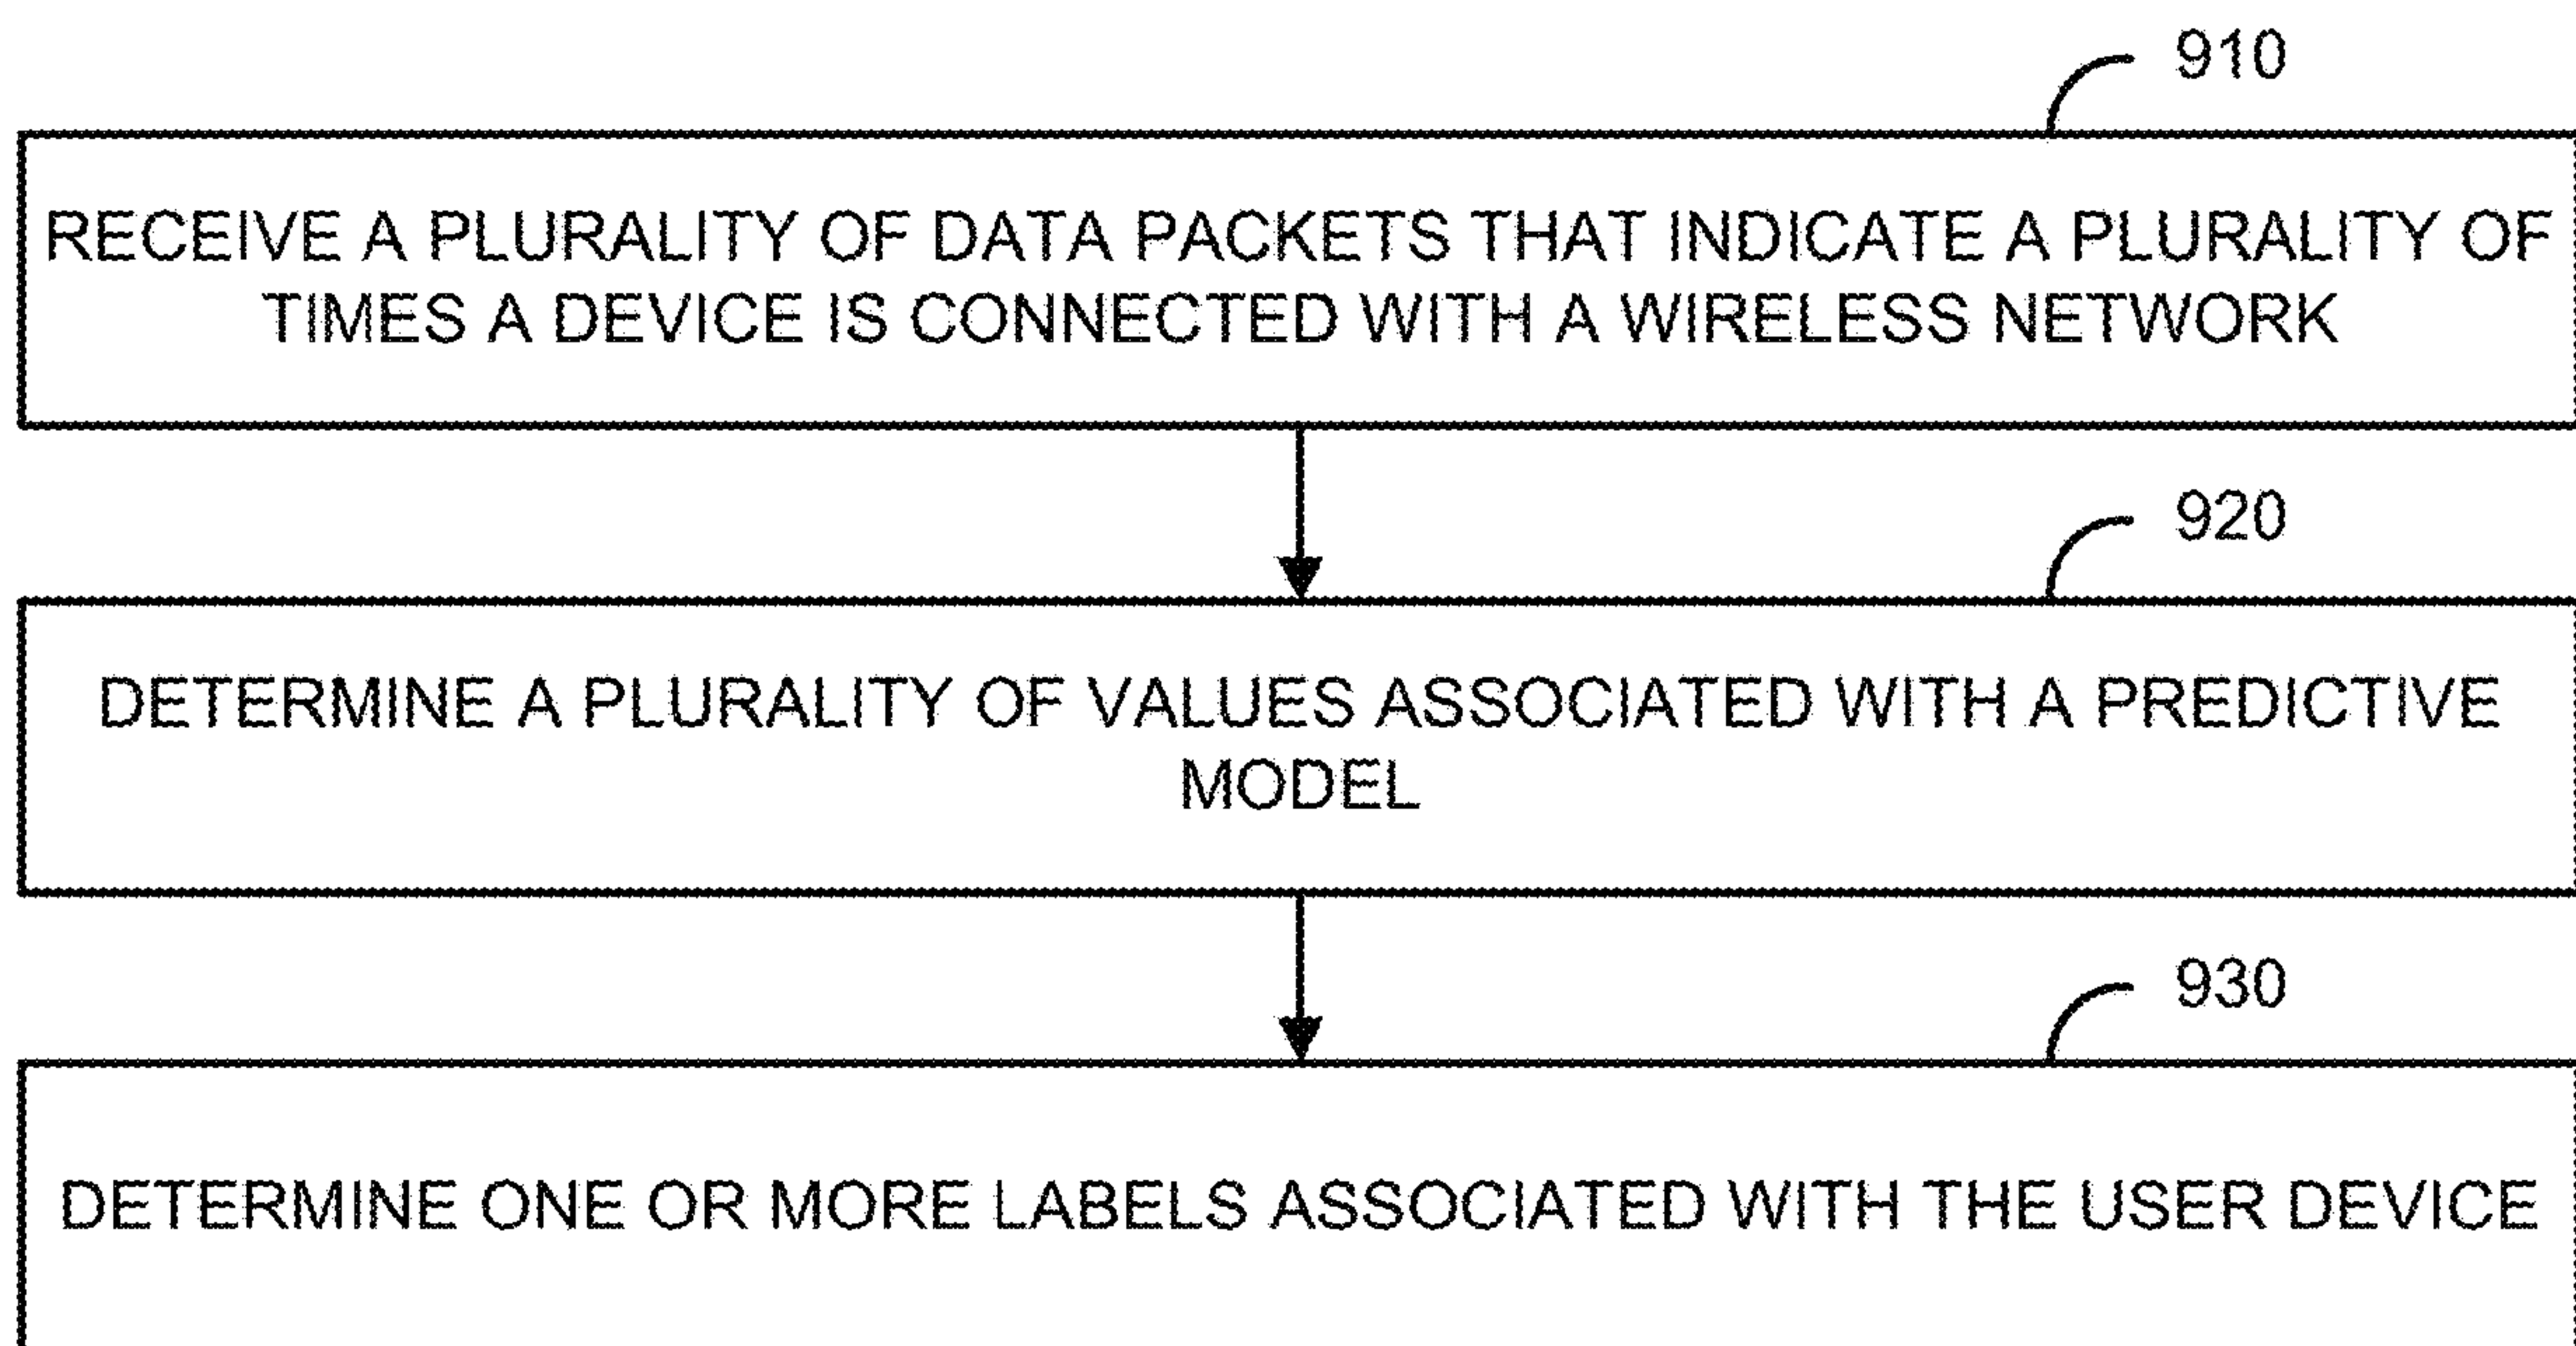 910
RECEIVE A PLURALITY OF DATA PACKETS THAT INDICATE A PLURALITY OF
TIMES A DEVICE IS CONNECTED WITH A WIRELESS NETWORK
920
DETERMINE A PLURALITY OF VALUES ASSOCIATED WITH A PREDICTIVE
MODEL
930
DETERMINE ONE OR MORE LABELS ASSOCIATED WITH THE USER DEVICE